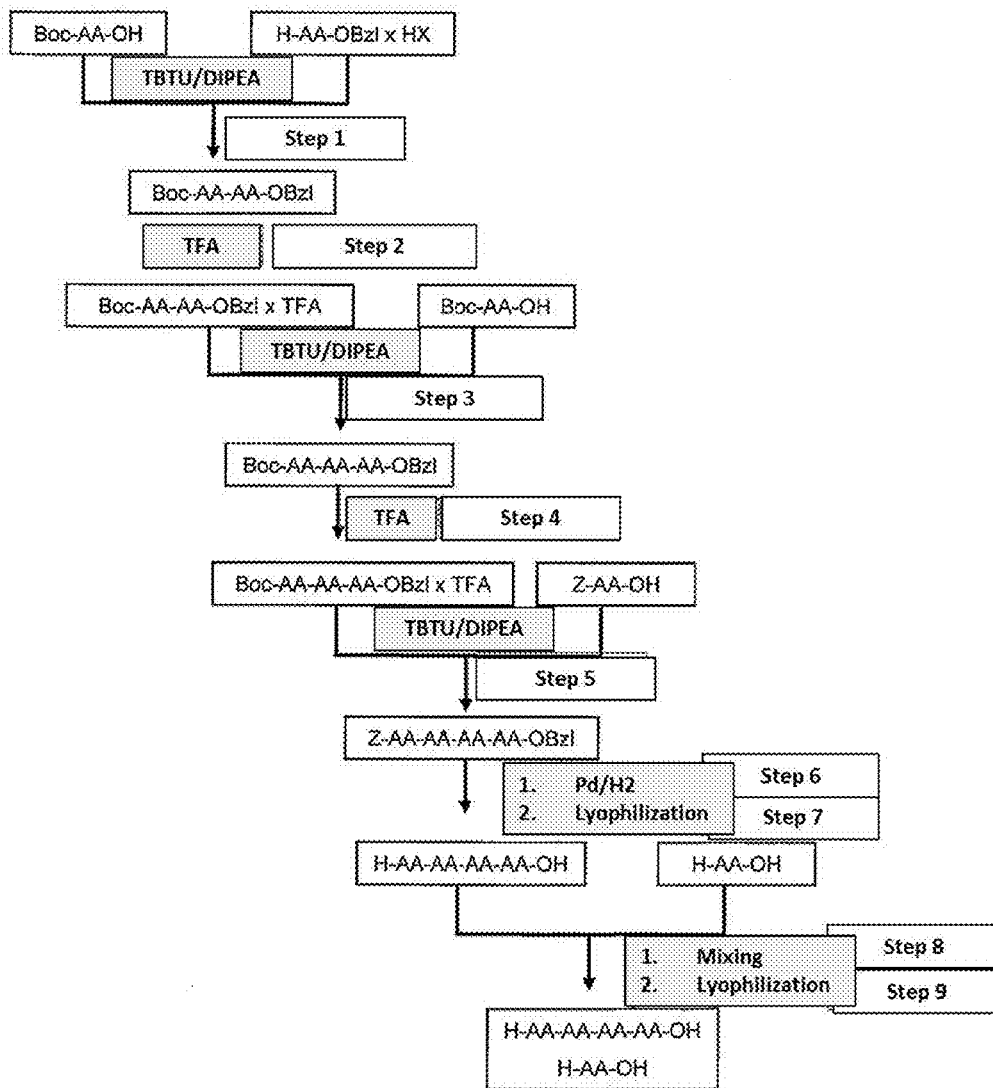 Boc-AA-OH
H-AA-OBzl x HX
TBTU/DIPEA
Step 1
Boc-AA-AA-OBzl
TFA
Step 2
Boc-AA-AA-OBzl x TFA
Boc-AA-OH
TBTU/DIPEA
Step 3
Boc-AA-AA-AA-OBzl
TFA
Step 4
Boc-AA-AA-AA-OBzl x TFA
Z-AA-OH
TBTU/DIPEA
Step 5
Z-AA-AA-AA-AA-OBzl
1. Pd/H2
Step 6
2. Lyophilization
Step 7
H-AA-AA-AA-AA-OH
H-AA-OH
1. Mixing
Step 8
2. Lyophilization
Step 9
H-AA-AA-AA-AA-OH
H-AA-OH